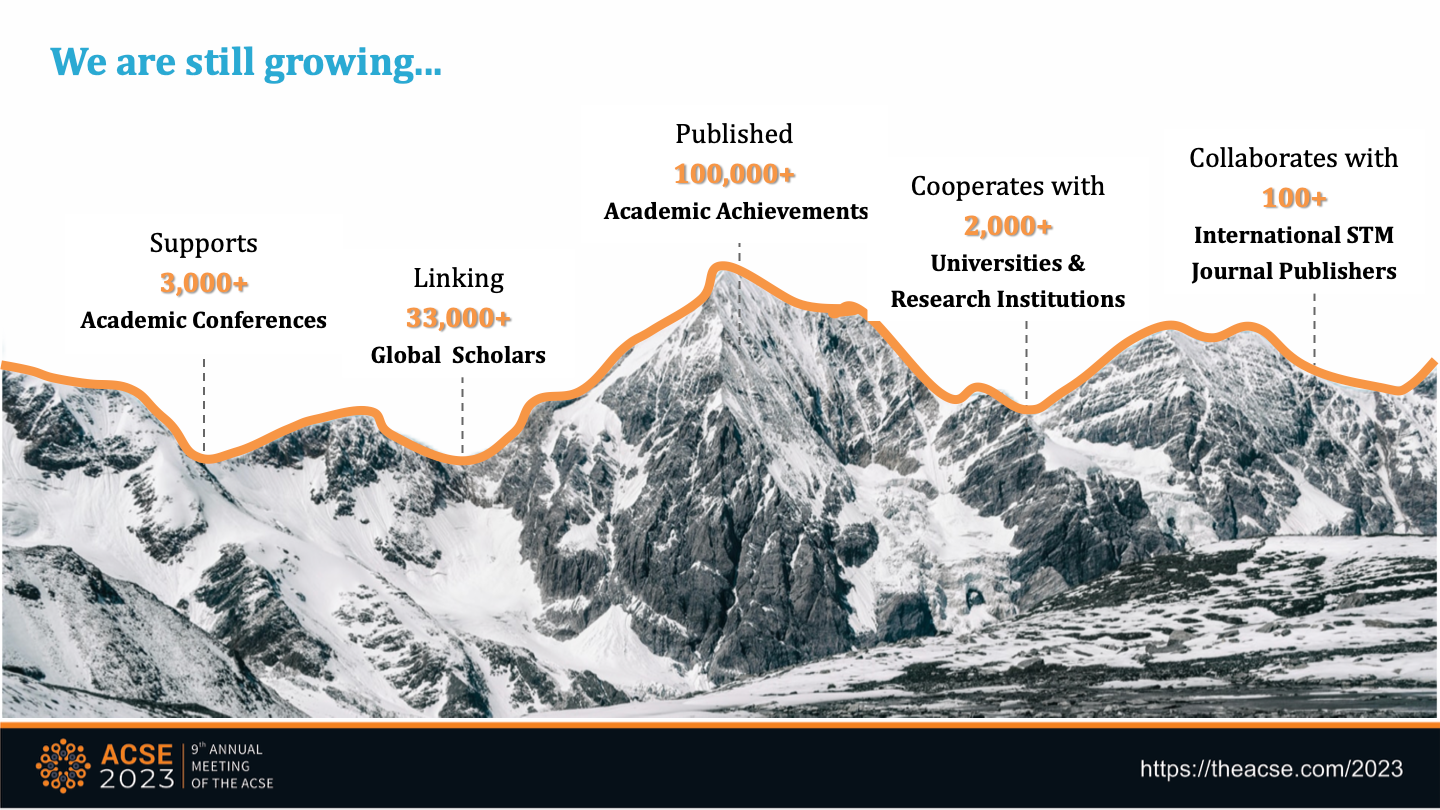 We are still growing...
Supports
3,000+
Academic Conferences
Linking
33,000+
Global Scholars
Published
100,000+
Academic Achievements
Cooperates with
2,000+
Universities &
Research Institutions
Collaborates with
100+
International STM
Journal Publishers
ACSE
2023
9th ANNUAL
MEETING
OF THE ACSE
https://theacse.com/2023